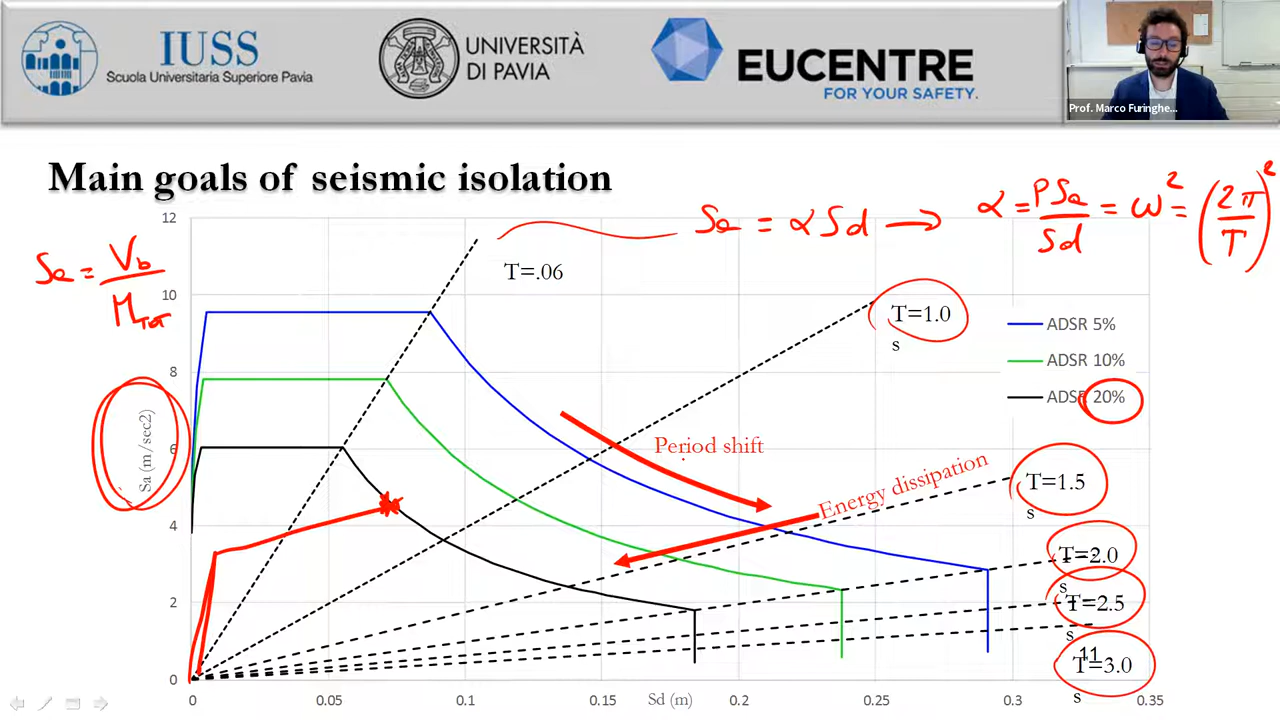 IUSS
Scuola Universitaria Superiore Pavia
UNIVERSITÀ
DI PAVIA
EUCENTRE
FOR YOUR SAFETY.
Prof. Marco Furinghe...
Main goals of seismic isolation
Sa = αSd → α = PSa/Sd = ω² = (2π/T)²
Sa = Vb/MTOT
T=.06
T=1.0
s
ADSR 5%
ADSR 10%
ADSR 20%
Period shift
Energy dissipation
T=1.5
s
T=2.0
s
T=2.5
s
11
T=3.0
s
Sa (m/sec2)
12
10
8
6
4
2
0
0 0.05 0.1 0.15 0.2 0.25 0.3 0.35
Sd (m)